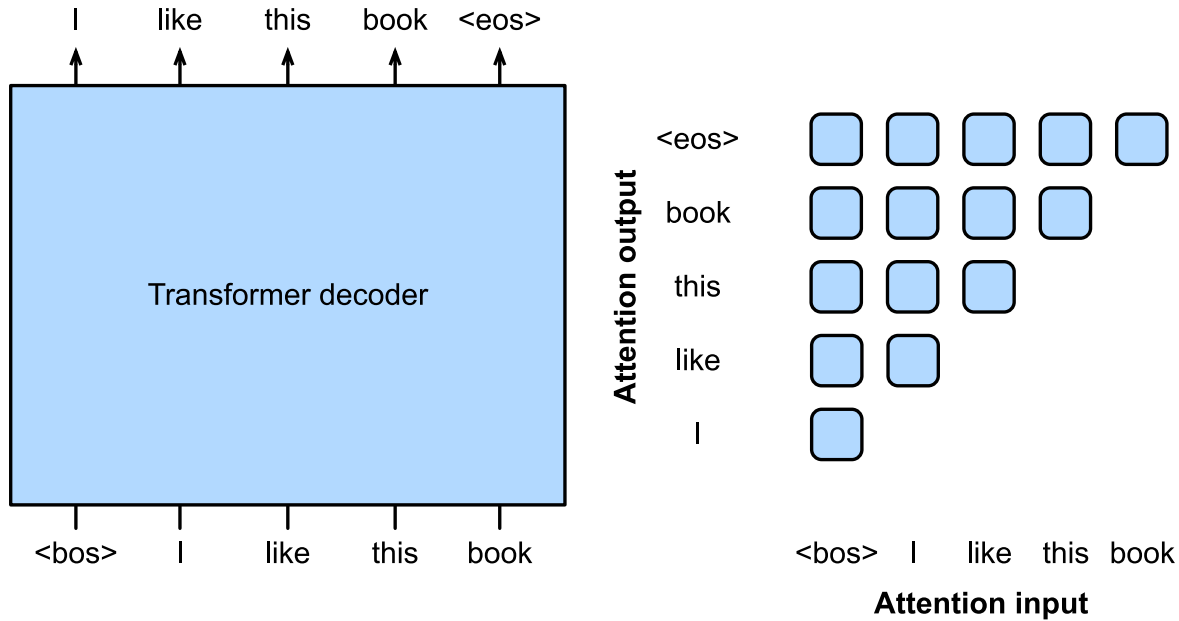 I like this book <eos>
Transformer decoder
<bos> I like this book
Attention output
<eos>
book
this
like
I
<bos> I like this book
Attention input